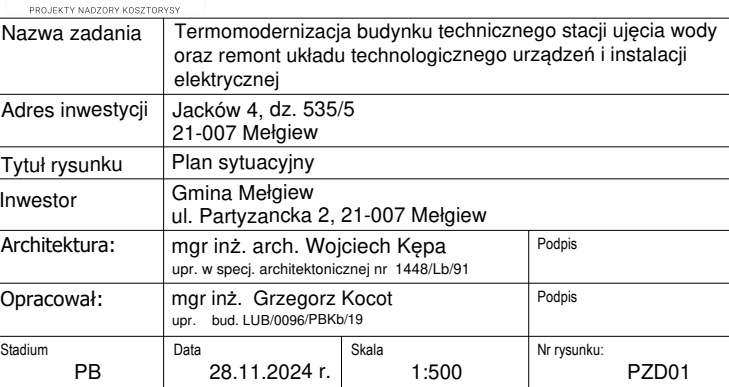 PROJEKTY NADZORY KOSZTORYSY
Nazwa zadania
Termomodernizacja budynku technicznego stacji ujęcia wody
oraz remont układu technologicznego urządzeń i instalacji
elektrycznej
Adres inwestycji
Jacków 4, dz. 535/5
21-007 Mełgiew
Tytuł rysunku
Plan sytuacyjny
Inwestor
Gmina Mełgiew
ul. Partyzancka 2, 21-007 Mełgiew
Architektura:
mgr inż. arch. Wojciech Kępa
upr. w specj. architektonicznej nr 1448/Lb/91
Podpis
Opracował:
mgr inż. Grzegorz Kocot
upr. bud. LUB/0096/PBKb/19
Podpis
Stadium
PB
Data
28.11.2024 r.
Skala
1:500
Nr rysunku:
PZD01